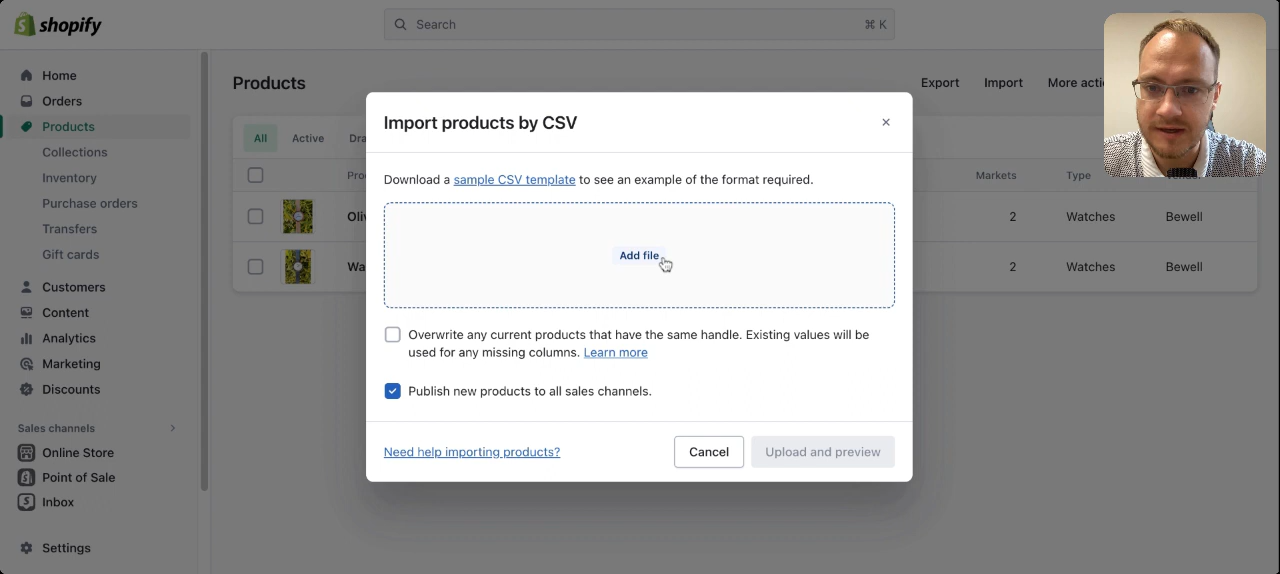 shopify
Search
⌘ K
Home
Orders
Products
Collections
Inventory
Purchase orders
Transfers
Gift cards
Customers
Content
Analytics
Marketing
Discounts
Sales channels
Online Store
Point of Sale
Inbox
Settings
Products
Export
Import
More acti
All
Active
Dra
Markets
Type
2
Watches
Bewell
Wa
2
Watches
Bewell
Import products by CSV
Download a sample CSV template to see an example of the format required.
Add file
Overwrite any current products that have the same handle. Existing values will be
used for any missing columns. Learn more
Publish new products to all sales channels.
Need help importing products?
Cancel
Upload and preview